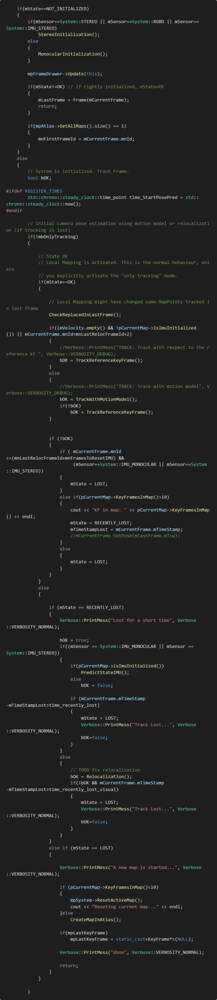 if(mState==NOT_INITIALIZED)
    {
        if(mSensor==System::STEREO || mSensor==System::RGBD || mSensor==
System::IMU_STEREO)
            StereoInitialization();
        else
        {
            MonocularInitialization();
        }

        mpFrameDrawer->Update(this);

        if(mState!=OK) // If rightly initialized, mState=OK
        {
            mLastFrame = Frame(mCurrentFrame);
            return;
        }

        if(mpAtlas->GetAllMaps().size() == 1)
        {
            mnFirstFrameId = mCurrentFrame.mnId;
        }
    }
    else
    {
        // System is initialized. Track Frame.
        bool bOK;

#ifdef REGISTER_TIMES
        std::chrono::steady_clock::time_point time_StartPosePred = std::
chrono::steady_clock::now();
#endif

        // Initial camera pose estimation using motion model or relocalizati
on (if tracking is lost)
        if(!mbOnlyTracking)
        {

            // State OK
            // Local Mapping is activated. This is the normal behaviour, unl
ess
            // you explicitly activate the "only tracking" mode.
            if(mState==OK)
            {

                // Local Mapping might have changed some MapPoints tracked i
n last frame
                CheckReplacedInLastFrame();

                if((mVelocity.empty() && !pCurrentMap->isImuInitialized
()) || mCurrentFrame.mnId<mnLastRelocFrameId+2)
                {
                    //Verbose::PrintMess("TRACK: Track with respect to the r
eference KF ", Verbose::VERBOSITY_DEBUG);
                    bOK = TrackReferenceKeyFrame();
                }
                else
                {
                    //Verbose::PrintMess("TRACK: Track with motion model", V
erbose::VERBOSITY_DEBUG);
                    bOK = TrackWithMotionModel();
                    if(!bOK)
                        bOK = TrackReferenceKeyFrame();
                }


                if (!bOK)
                {
                    if ( mCurrentFrame.mnId
<=(mnLastRelocFrameId+mnFramesToResetIMU) &&
                         (mSensor==System::IMU_MONOCULAR || mSensor==System
::IMU_STEREO))
                    {
                        mState = LOST;
                    }
                    else if(pCurrentMap->KeyFramesInMap()>10)
                    {
                        cout << "KF in map: " << pCurrentMap->KeyFramesInMap
() << endl;
                        mState = RECENTLY_LOST;
                        mTimeStampLost = mCurrentFrame.mTimeStamp;
                        //mCurrentFrame.SetPose(mLastFrame.mTcw);
                    }
                    else
                    {
                        mState = LOST;
                    }
                }
            }
            else
            {

                if (mState == RECENTLY_LOST)
                {
                    Verbose::PrintMess("Lost for a short time", Verbose
::VERBOSITY_NORMAL);

                    bOK = true;
                    if((mSensor == System::IMU_MONOCULAR || mSensor ==
System::IMU_STEREO))
                    {
                        if(pCurrentMap->isImuInitialized())
                            PredictStateIMU();
                        else
                            bOK = false;

                        if (mCurrentFrame.mTimeStamp
-mTimeStampLost>time_recently_lost)
                        {
                            mState = LOST;
                            Verbose::PrintMess("Track Lost...", Verbose
::VERBOSITY_NORMAL);
                            bOK=false;
                        }
                    }
                    else
                    {
                        // TODO fix relocalization
                        bOK = Relocalization();
                        if(!bOK && mCurrentFrame.mTimeStamp
-mTimeStampLost>time_recently_lost_visual)
                        {
                            mState = LOST;
                            Verbose::PrintMess("Track Lost...", Verbose
::VERBOSITY_NORMAL);
                            bOK=false;
                        }
                    }
                }
                else if (mState == LOST)
                {

                    Verbose::PrintMess("A new map is started...", Verbose
::VERBOSITY_NORMAL);

                    if (pCurrentMap->KeyFramesInMap()<10)
                    {
                        mpSystem->ResetActiveMap();
                        cout << "Reseting current map..." << endl;
                    }else
                        CreateMapInAtlas();

                    if(mpLastKeyFrame)
                        mpLastKeyFrame = static_cast<KeyFrame*>(NULL);

                    Verbose::PrintMess("done", Verbose::VERBOSITY_NORMAL);

                    return;
                }
            }

        }